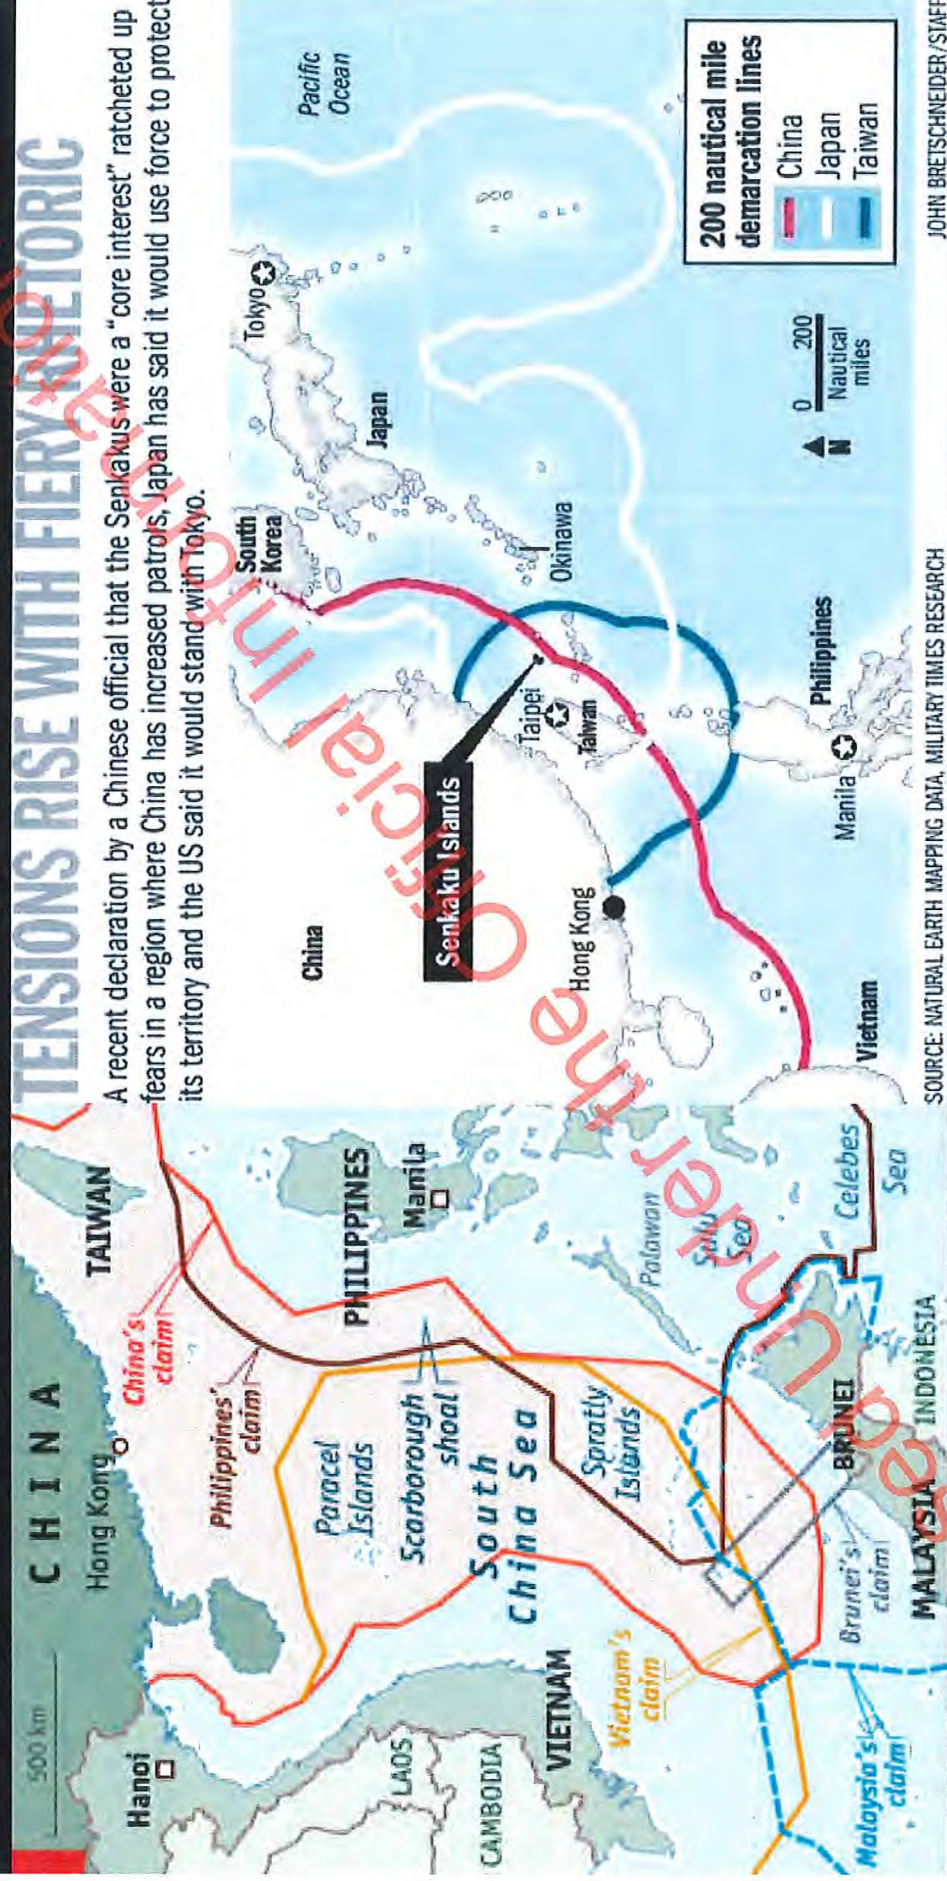 500 km
CHINA
Hong Kong
Hanoi
TAIWAN
China's
claim
Philippines'
claim
LAOS
Paracel
Islands
Scarborough
shoal
PHILIPPINES
Manila
CAMBODIA
VIETNAM
South
China Sea
Vietnam's
claim
Spratly
Islands
Palawan
Sulu
Sea
Malaysia's
claim
Brunei's
claim
BRUNEI
Celebes
Sea
MALAYSIA
INDONESIA
TENSIONS RISE WITH FIERY RHETORIC
A recent declaration by a Chinese official that the Senkakus were a "core interest" ratcheted up
fears in a region where China has increased patrols, Japan has said it would use force to protect
its territory and the US said it would stand with Tokyo.
China
South
Korea
Tokyo
Pacific
Ocean
Japan
Senkaku Islands
Taipei
Taiwan
Okinawa
Hong Kong
Vietnam
Manila
Philippines
N
0 200
Nautical
miles
200 nautical mile
demarcation lines
China
Japan
Taiwan
SOURCE: NATURAL EARTH MAPPING DATA, MILITARY TIMES RESEARCH
JOHN BRETSCHNEIDER/STAFF
Under the Official Information